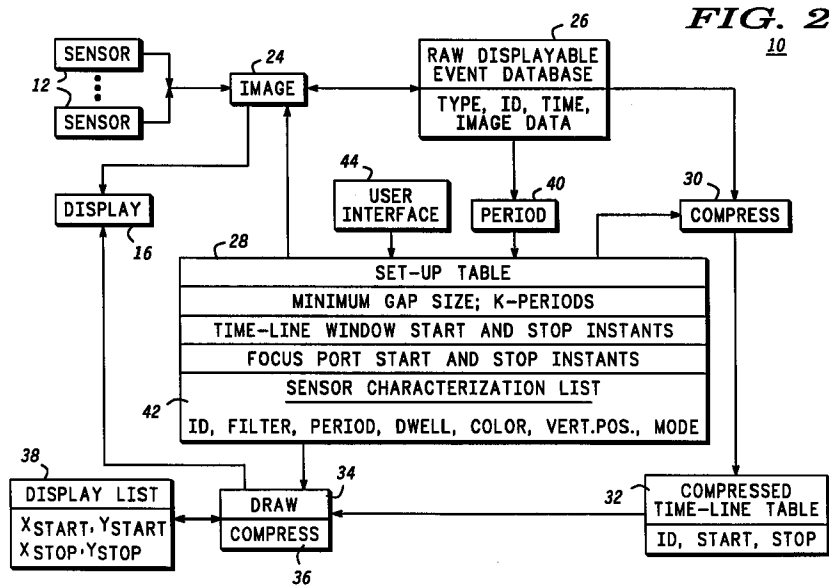 FIG. 2
10
SENSOR
12
SENSOR
24
IMAGE
26
RAW DISPLAYABLE
EVENT DATABASE
TYPE, ID, TIME,
IMAGE DATA
DISPLAY
16
44
USER
INTERFACE
40
PERIOD
30
COMPRESS
28
SET-UP TABLE
MINIMUM GAP SIZE; K-PERIODS
TIME-LINE WINDOW START AND STOP INSTANTS
FOCUS PORT START AND STOP INSTANTS
SENSOR CHARACTERIZATION LIST
42
ID, FILTER, PERIOD, DWELL, COLOR, VERT.POS., MODE
38
DISPLAY LIST
XSTART, YSTART
XSTOP, YSTOP
34
DRAW
COMPRESS
36
32
COMPRESSED
TIME-LINE TABLE
ID, START, STOP